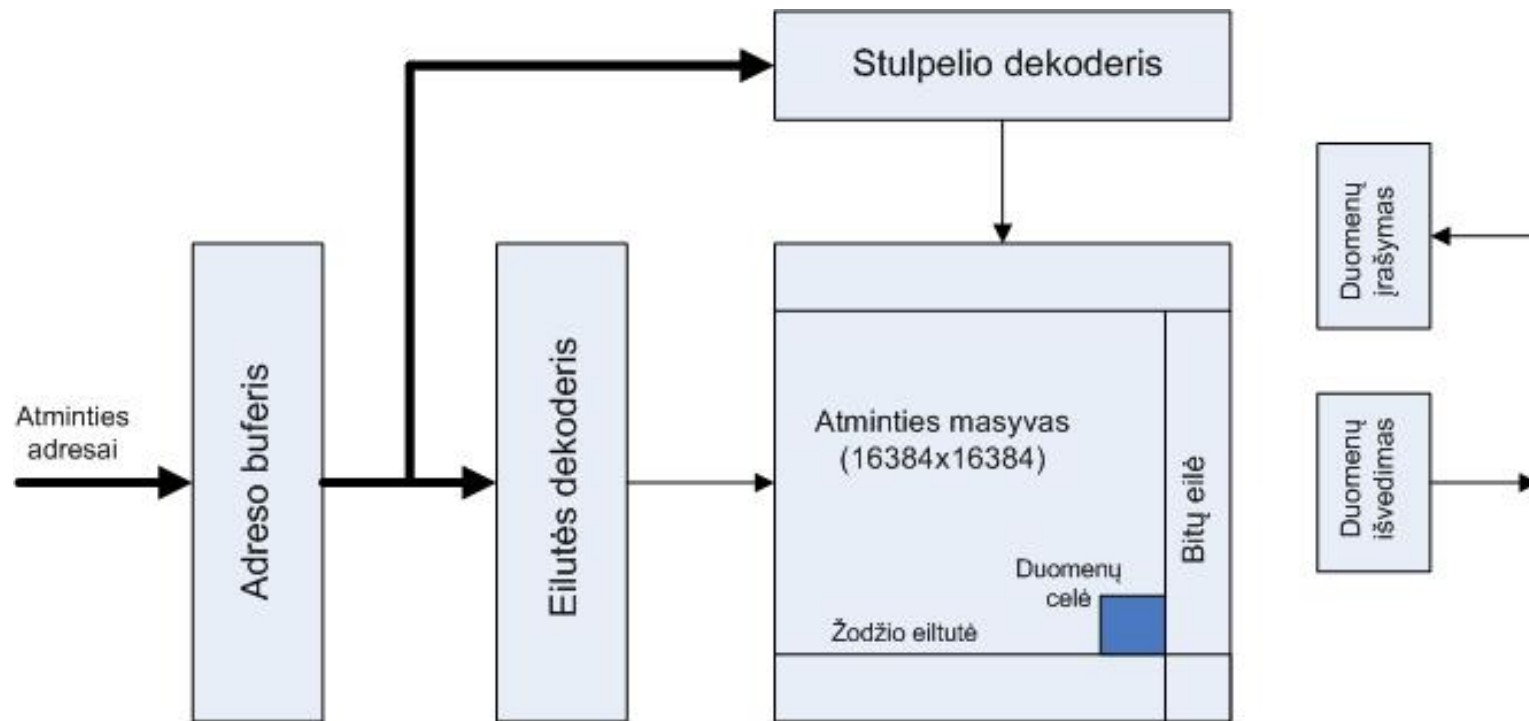 Stulpelio dekoderis
Duomenų
įrašymas
Atminties
adresai
Adreso buferis
Eilutės dekoderis
Atminties masyvas
(16384x16384)
Bitų eilė
Duomenų
celė
Žodžio eiltutė
Duomenų
išvedimas